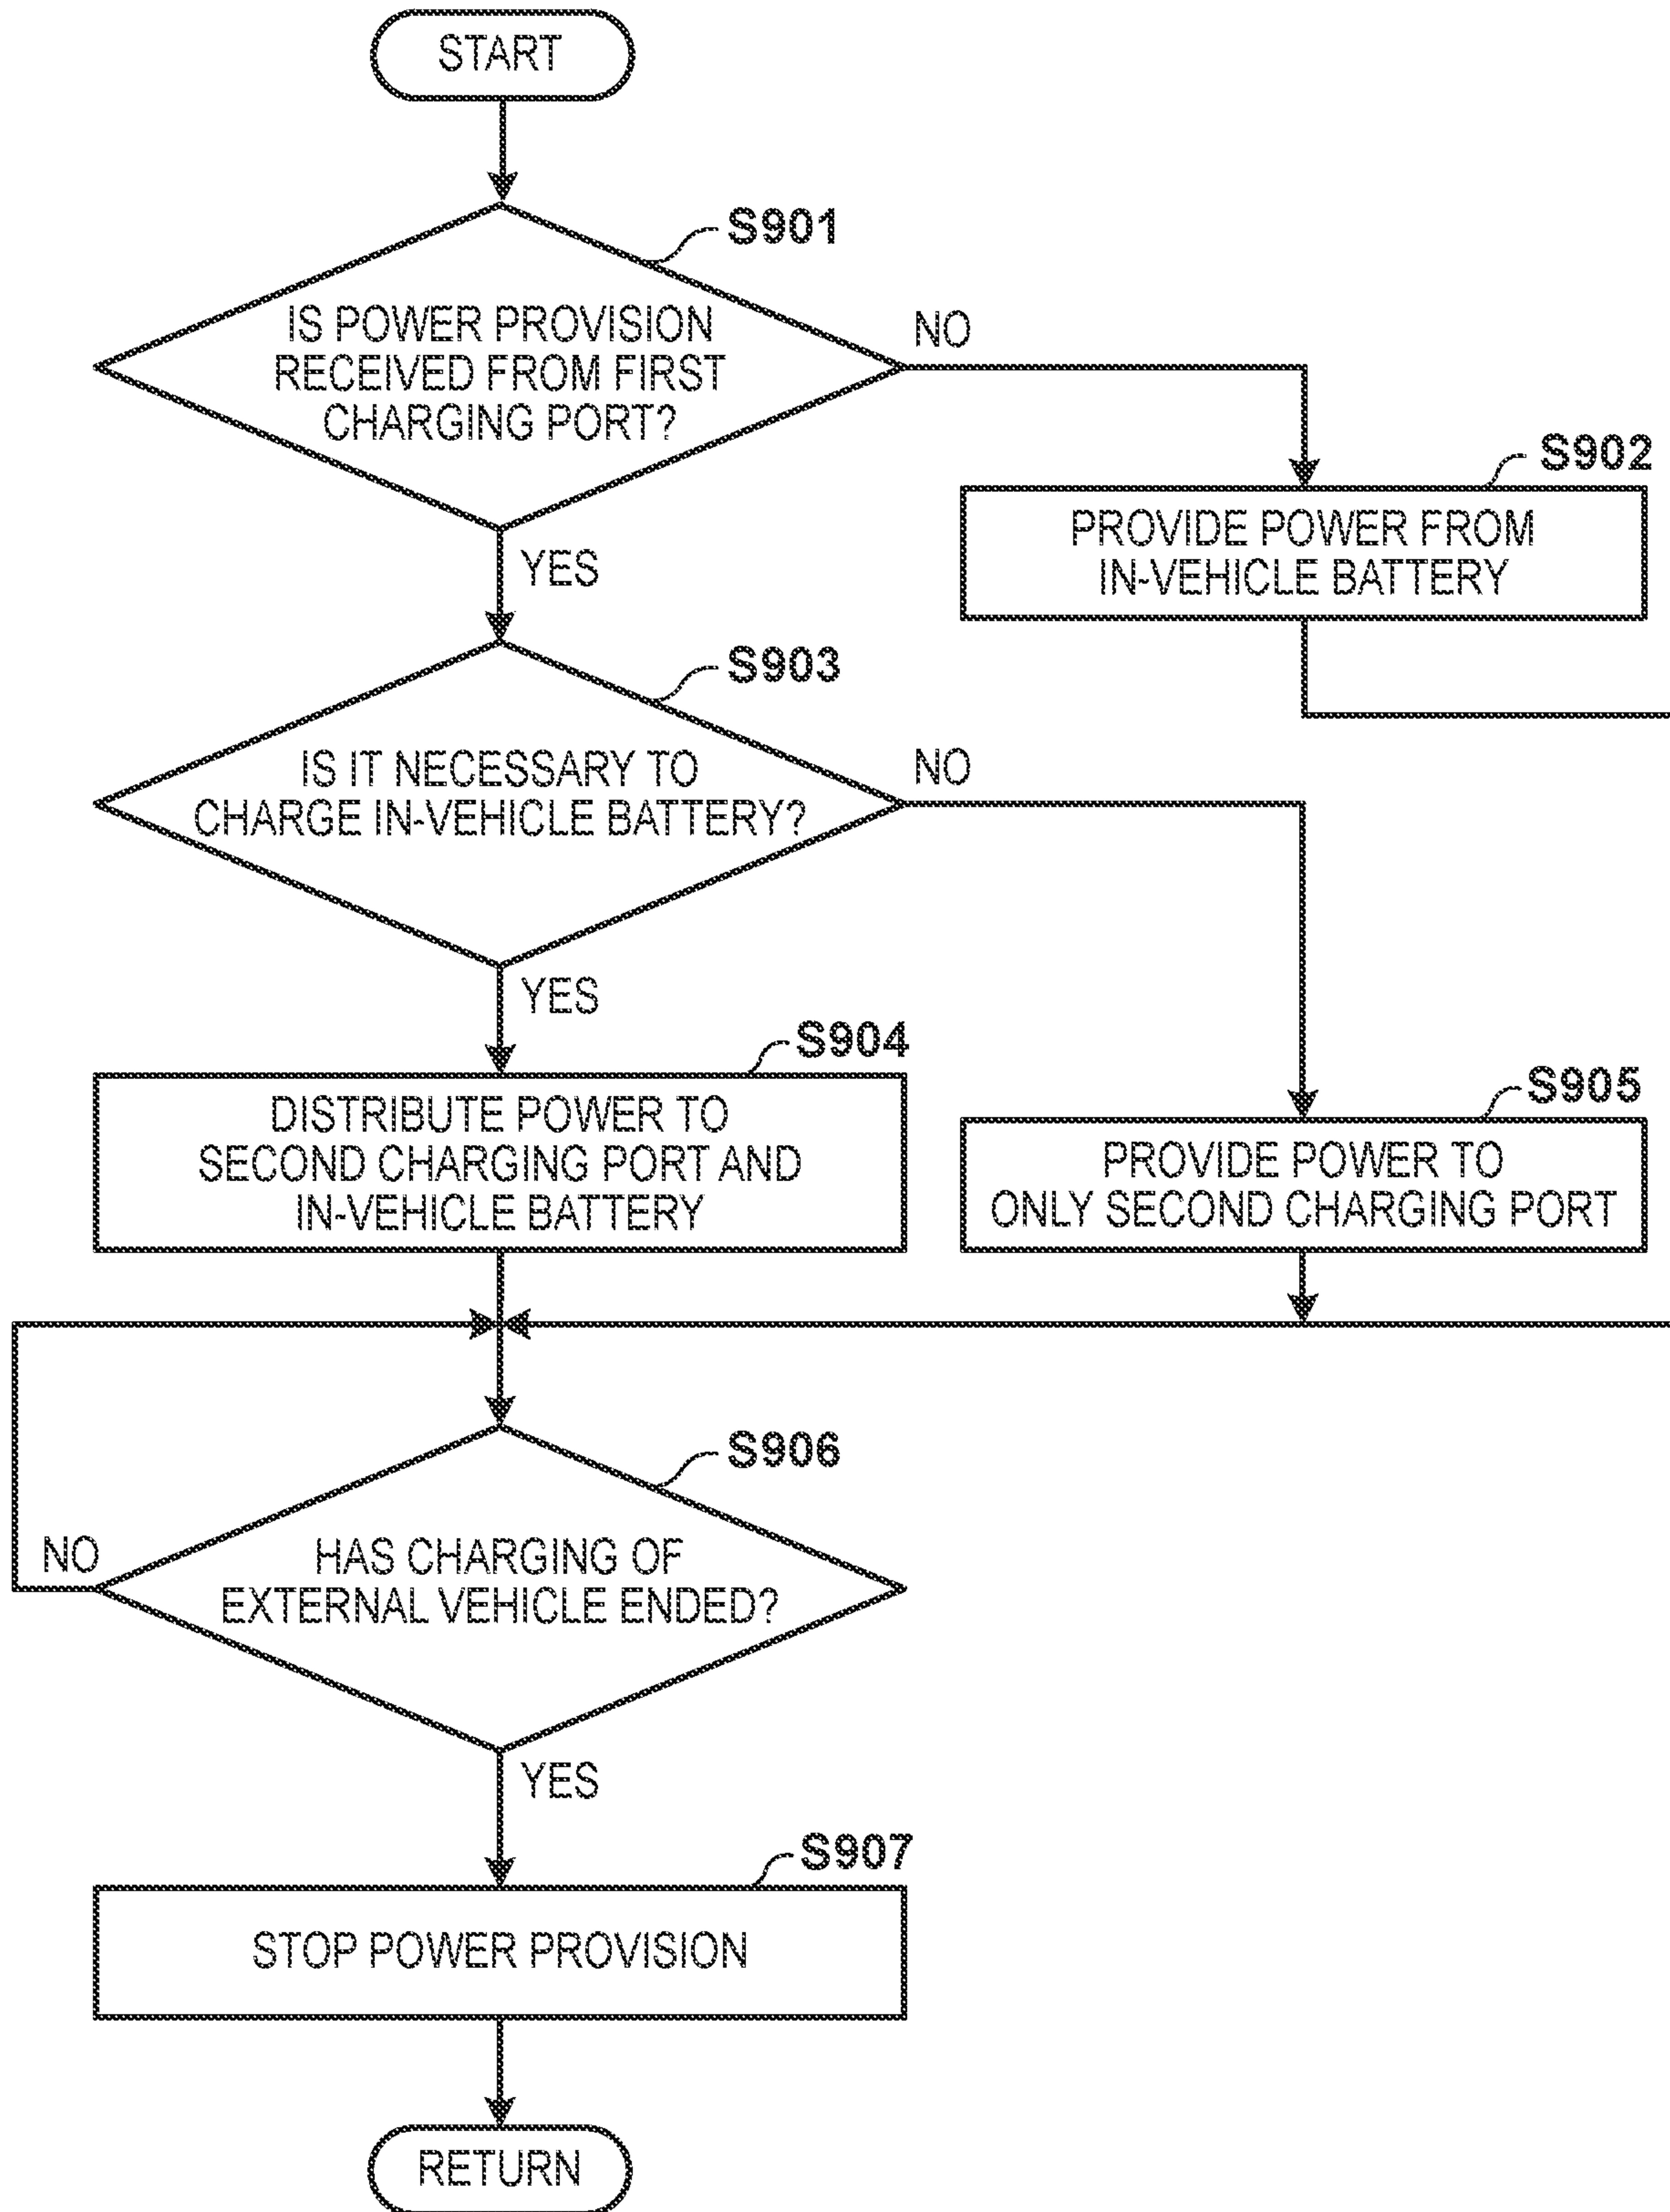 START
S901
IS POWER PROVISION
RECEIVED FROM FIRST
CHARGING PORT?
NO
YES
S902
PROVIDE POWER FROM
IN-VEHICLE BATTERY
S903
IS IT NECESSARY TO
CHARGE IN-VEHICLE BATTERY?
NO
YES
S904
DISTRIBUTE POWER TO
SECOND CHARGING PORT AND
IN-VEHICLE BATTERY
S905
PROVIDE POWER TO
ONLY SECOND CHARGING PORT
S906
HAS CHARGING OF
EXTERNAL VEHICLE ENDED?
NO
YES
S907
STOP POWER PROVISION
RETURN